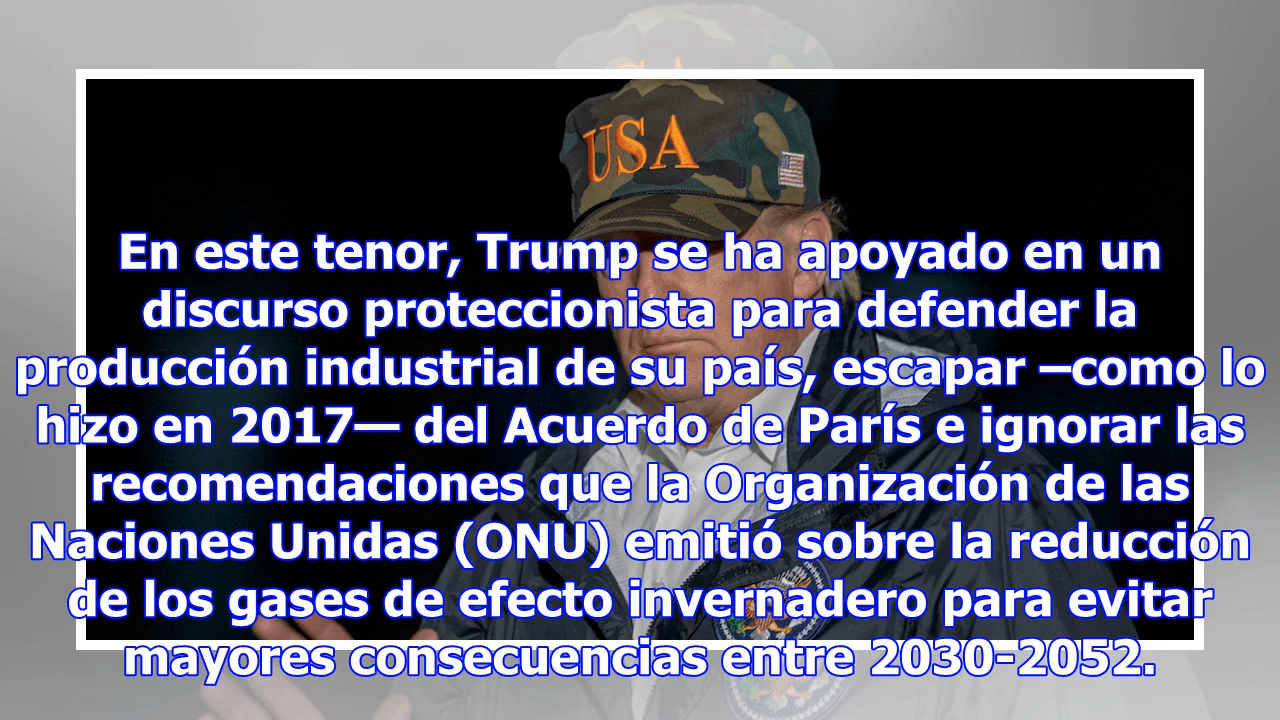 USA
En este tenor, Trump se ha apoyado en un
discurso proteccionista para defender la
producción industrial de su país, escapar —como lo
hizo en 2017— del Acuerdo de París e ignorar las
recomendaciones que la Organización de las
Naciones Unidas (ONU) emitió sobre la reducción
de los gases de efecto invernadero para evitar
mayores consecuencias entre 2030-2052.